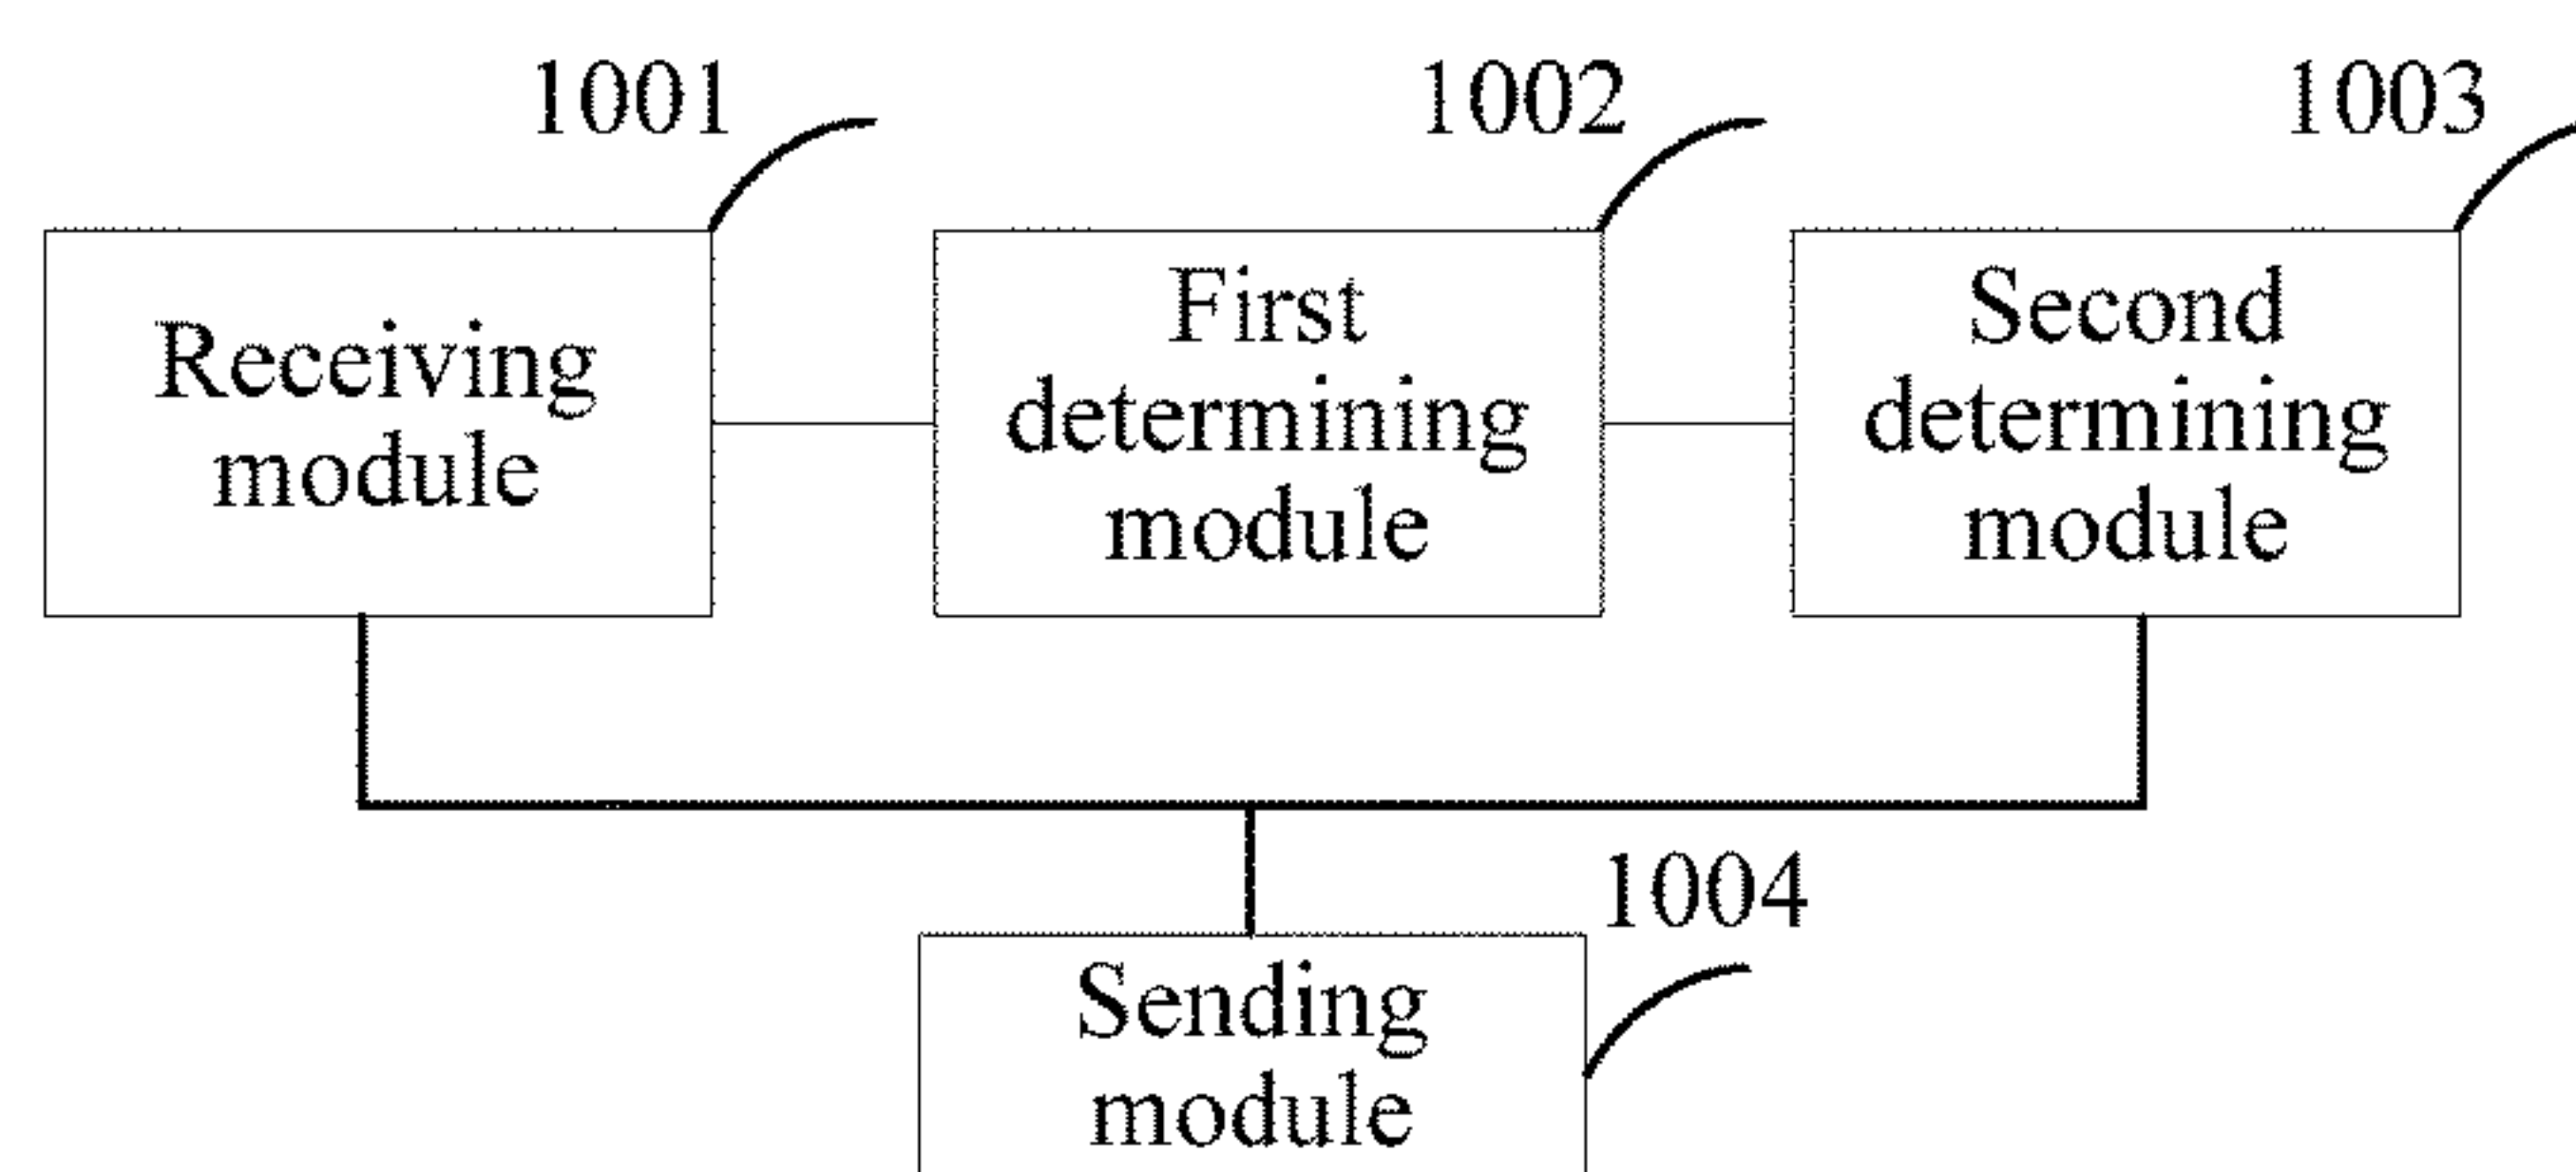 1001
1002
1003
Receiving
module
First
determining
module
Second
determining
module
1004
Sending
module